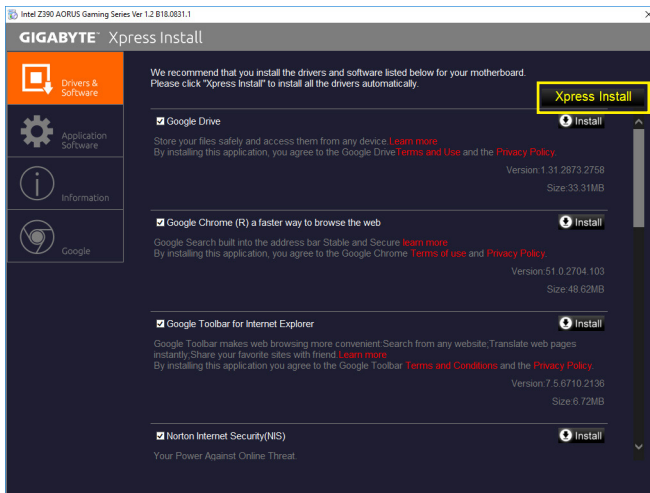 Intel Z390 AORUS Gaming Series Ver 1.2 B18.0831.1
GIGABYTE™ Xpress Install
Drivers &
Software
Application
Software
Information
Google
We recommend that you install the drivers and software listed below for your motherboard.
Please click "Xpress Install" to install all the drivers automatically.
Xpress Install
Google Drive
Install
Store your files safely and access them from any device.Learn more
By installing this application, you agree to the Google DriveTerms and Use and the Privacy Policy.
Version:1.31.2873.2758
Size:33.31MB
Google Chrome (R) a faster way to browse the web
Install
Google Search built into the address bar Stable and Secure learn more
By installing this application, you agree to the Google Chrome Terms of use and Privacy Policy.
Version:51.0.2704.103
Size:48.62MB
Google Toolbar for Internet Explorer
Install
Google Toolbar makes web browsing more convenient:Search from any website;Translate web pages
instantly;Share your favorite sites with friend.Learn more
By installing this application you agree to the Google Toolbar Terms and Conditions and the Privacy Policy.
Version:7.5.6710.2136
Size:6.72MB
Norton Internet Security(NIS)
Install
Your Power Against Online Threat.